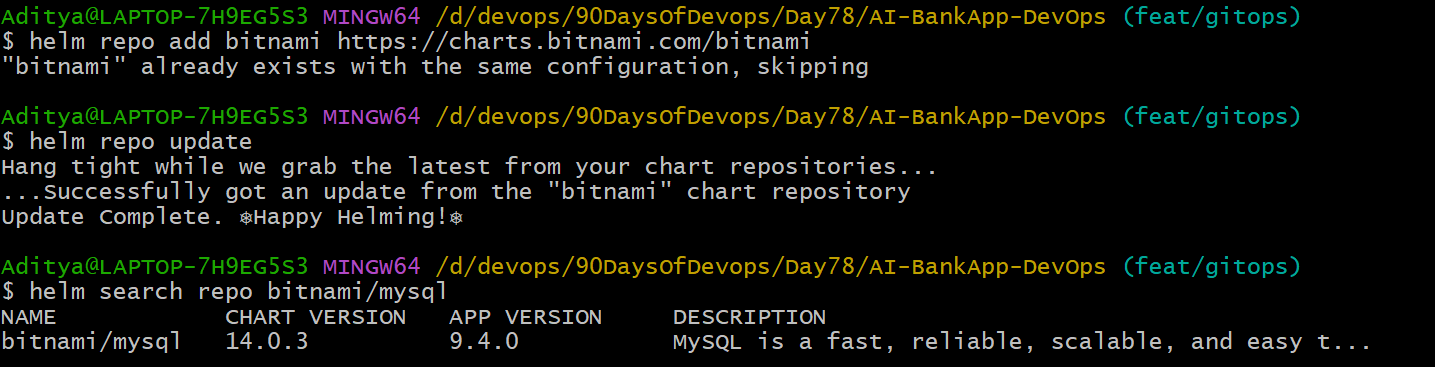 Aditya@LAPTOP-7H9EG5S3 MINGW64 /d/devops/90DaysOfDevops/Day78/AI-BankApp-DevOps (feat/gitops)
$ helm repo add bitnami https://charts.bitnami.com/bitnami
"bitnami" already exists with the same configuration, skipping
Aditya@LAPTOP-7H9EG5S3 MINGW64 /d/devops/90DaysOfDevops/Day78/AI-BankApp-DevOps (feat/gitops)
$ helm repo update
Hang tight while we grab the latest from your chart repositories...
...Successfully got an update from the "bitnami" chart repository
Update Complete. ⎈Happy Helming!⎈
Aditya@LAPTOP-7H9EG5S3 MINGW64 /d/devops/90DaysOfDevops/Day78/AI-BankApp-DevOps (feat/gitops)
$ helm search repo bitnami/mysql
NAME            CHART VERSION   APP VERSION     DESCRIPTION
bitnami/mysql   14.0.3          9.4.0           MySQL is a fast, reliable, scalable, and easy t...